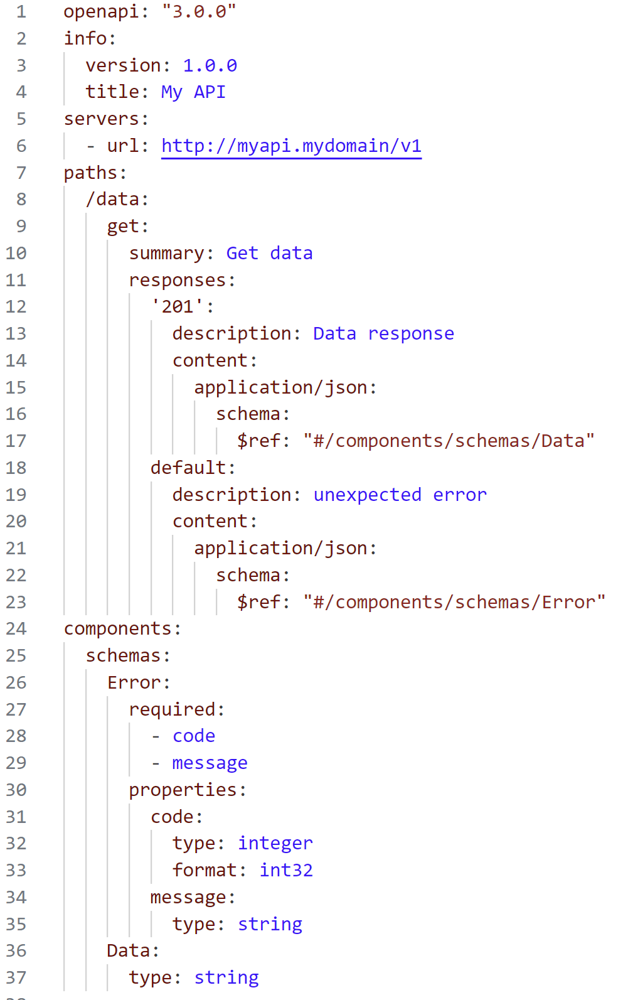 1 openapi: "3.0.0"
2 info:
3   version: 1.0.0
4   title: My API
5 servers:
6   - url: http://myapi.mydomain/v1
7 paths:
8   /data:
9     get:
10       summary: Get data
11       responses:
12         '201':
13           description: Data response
14           content:
15             application/json:
16               schema:
17                 $ref: "#/components/schemas/Data"
18         default:
19           description: unexpected error
20           content:
21             application/json:
22               schema:
23                 $ref: "#/components/schemas/Error"
24 components:
25   schemas:
26     Error:
27       required:
28         - code
29         - message
30       properties:
31         code:
32           type: integer
33           format: int32
34         message:
35           type: string
36     Data:
37       type: string